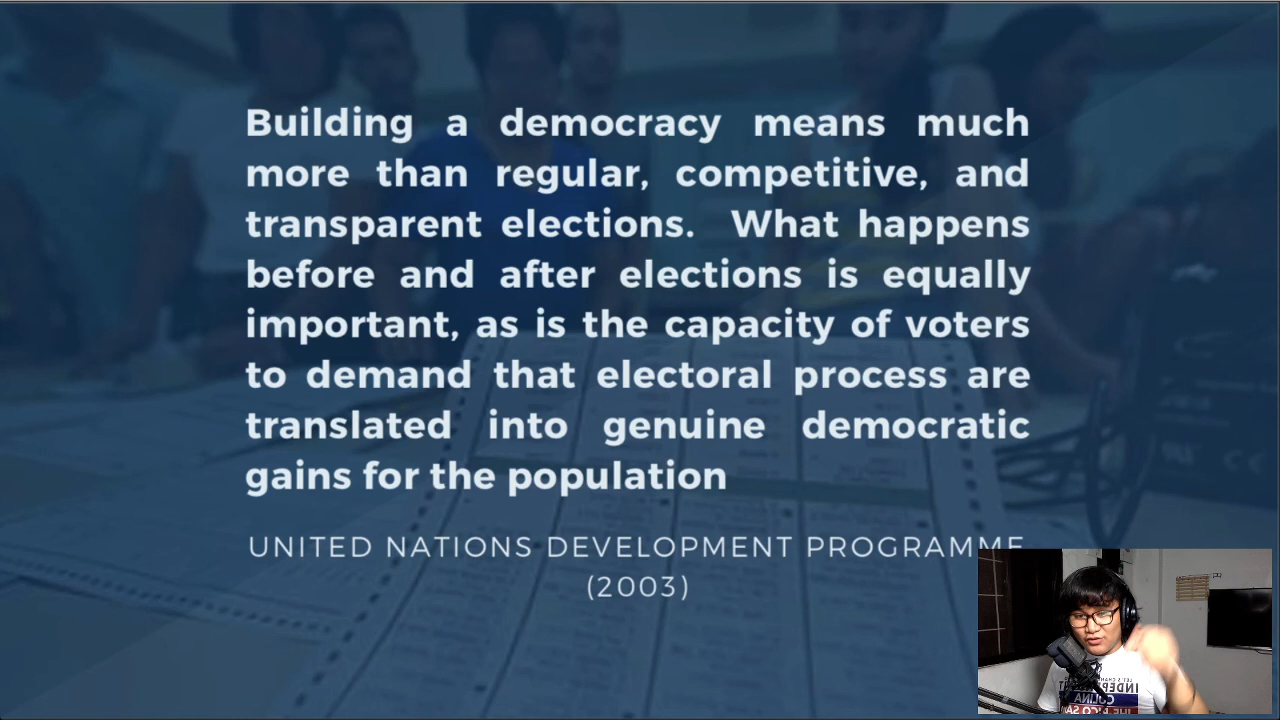 Building a democracy means much
more than regular, competitive, and
transparent elections. What happens
before and after elections is equally
important, as is the capacity of voters
to demand that electoral process are
translated into genuine democratic
gains for the population
UNITED NATIONS DEVELOPMENT PROGRAMME
(2003)